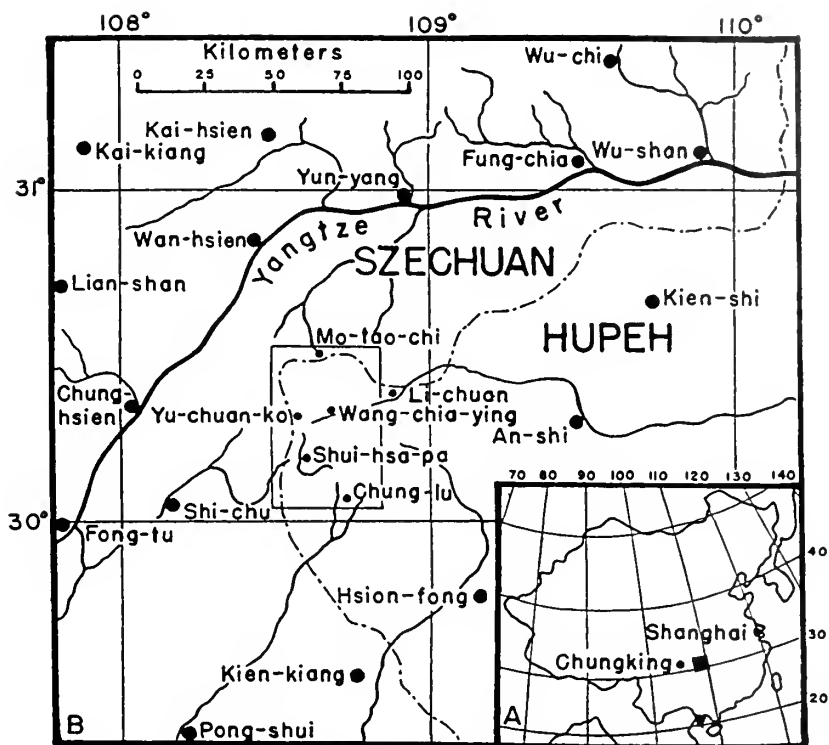 108° 109° 110°
Kilometers
0 25 50 75 100
Wu-chi
Kai-hsien
Kai-kiang
Fung-chia
Wu-shan
31°
Yun-yang
Yangtze River
Wan-hsien
SZECHUAN
Lian-shan
Kien-shi
HUPEH
Mo-tao-chi
Chung-hsien
Li-chuan
Yu-chuan-ko
Wang-chia-ying
An-shi
Shui-hsa-pa
Chung-lu
Shi-chu
30°
Fong-tu
Hsion-fong
Kien-kiang
Pong-shui
B
70 80 90 100 110 120 130 140
40
30
20
Shanghai
Chungking
A